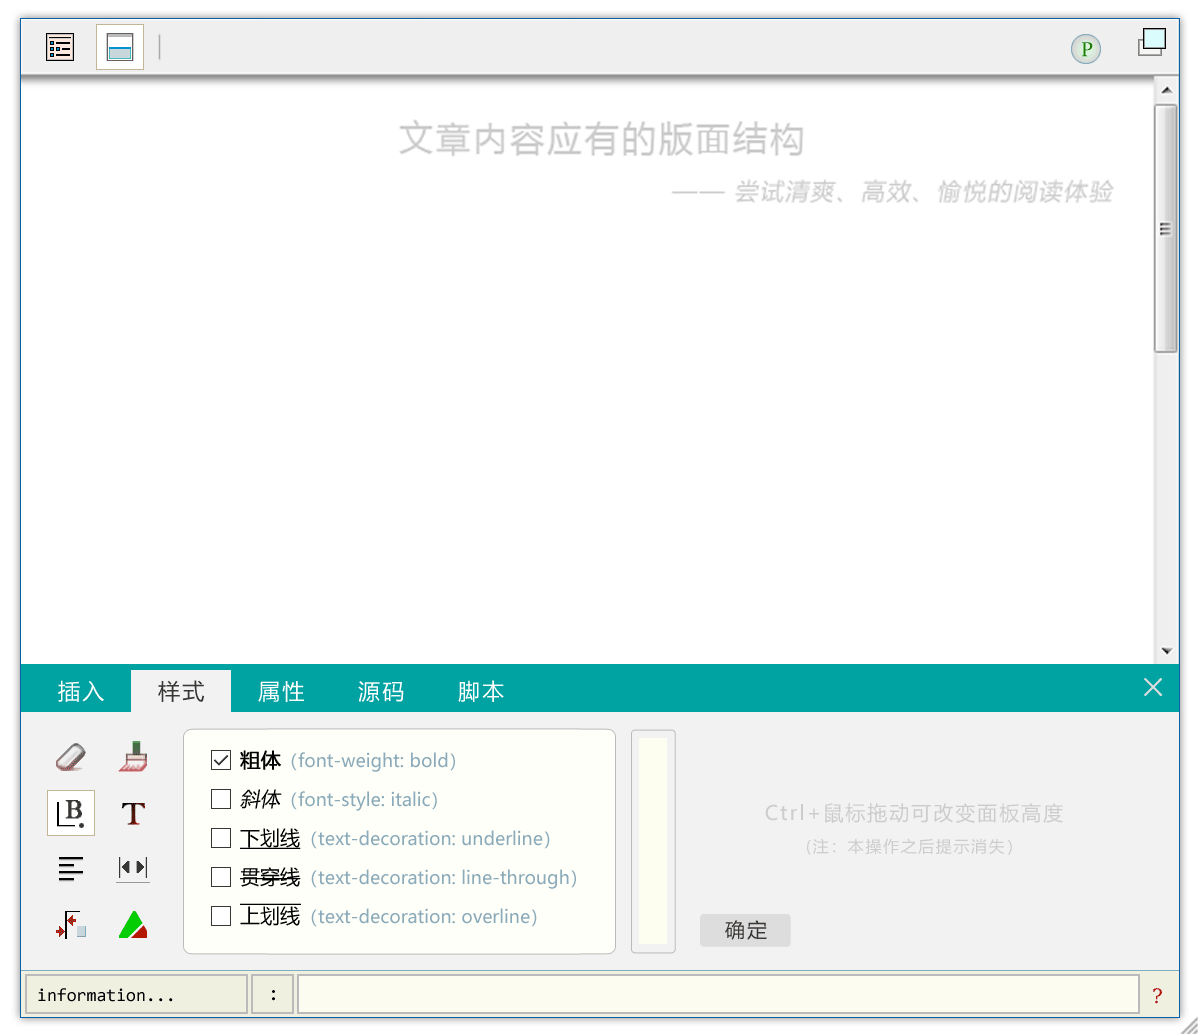 P
文章内容应有的版面结构
—— 尝试清爽、高效、愉悦的阅读体验
插入 样式 属性 源码 脚本
粗体 (font-weight: bold)
斜体 (font-style: italic)
下划线 (text-decoration: underline)
贯穿线 (text-decoration: line-through)
上划线 (text-decoration: overline)
B
T
Ctrl+鼠标拖动可改变面板高度
(注：本操作之后提示消失)
确定
information... : ?